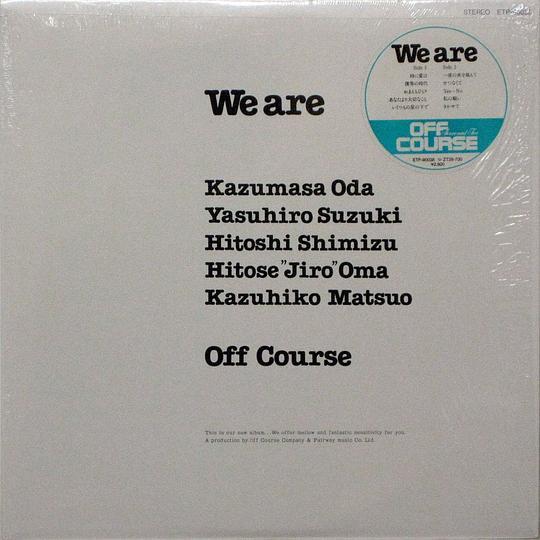 STEREO
We are
Side 1 Side 2
時に愛は 一億の夜を越えて
僕等の時代 せつなくて
おまえもひとり Yes-No
あなたより大切なこと 私の願い
いくつもの星の下で きかせて
OFF
COURSE
ETP-90038
¥2,800
We are
Kazumasa Oda
Yasuhiro Suzuki
Hitoshi Shimizu
Hitose "Jiro" Oma
Kazuhiko Matsuo
Off Course
This is our new album... We offer mellow and fantastic sensitivity for you.
A production by Off Course Company & Fairway music Co. Ltd.